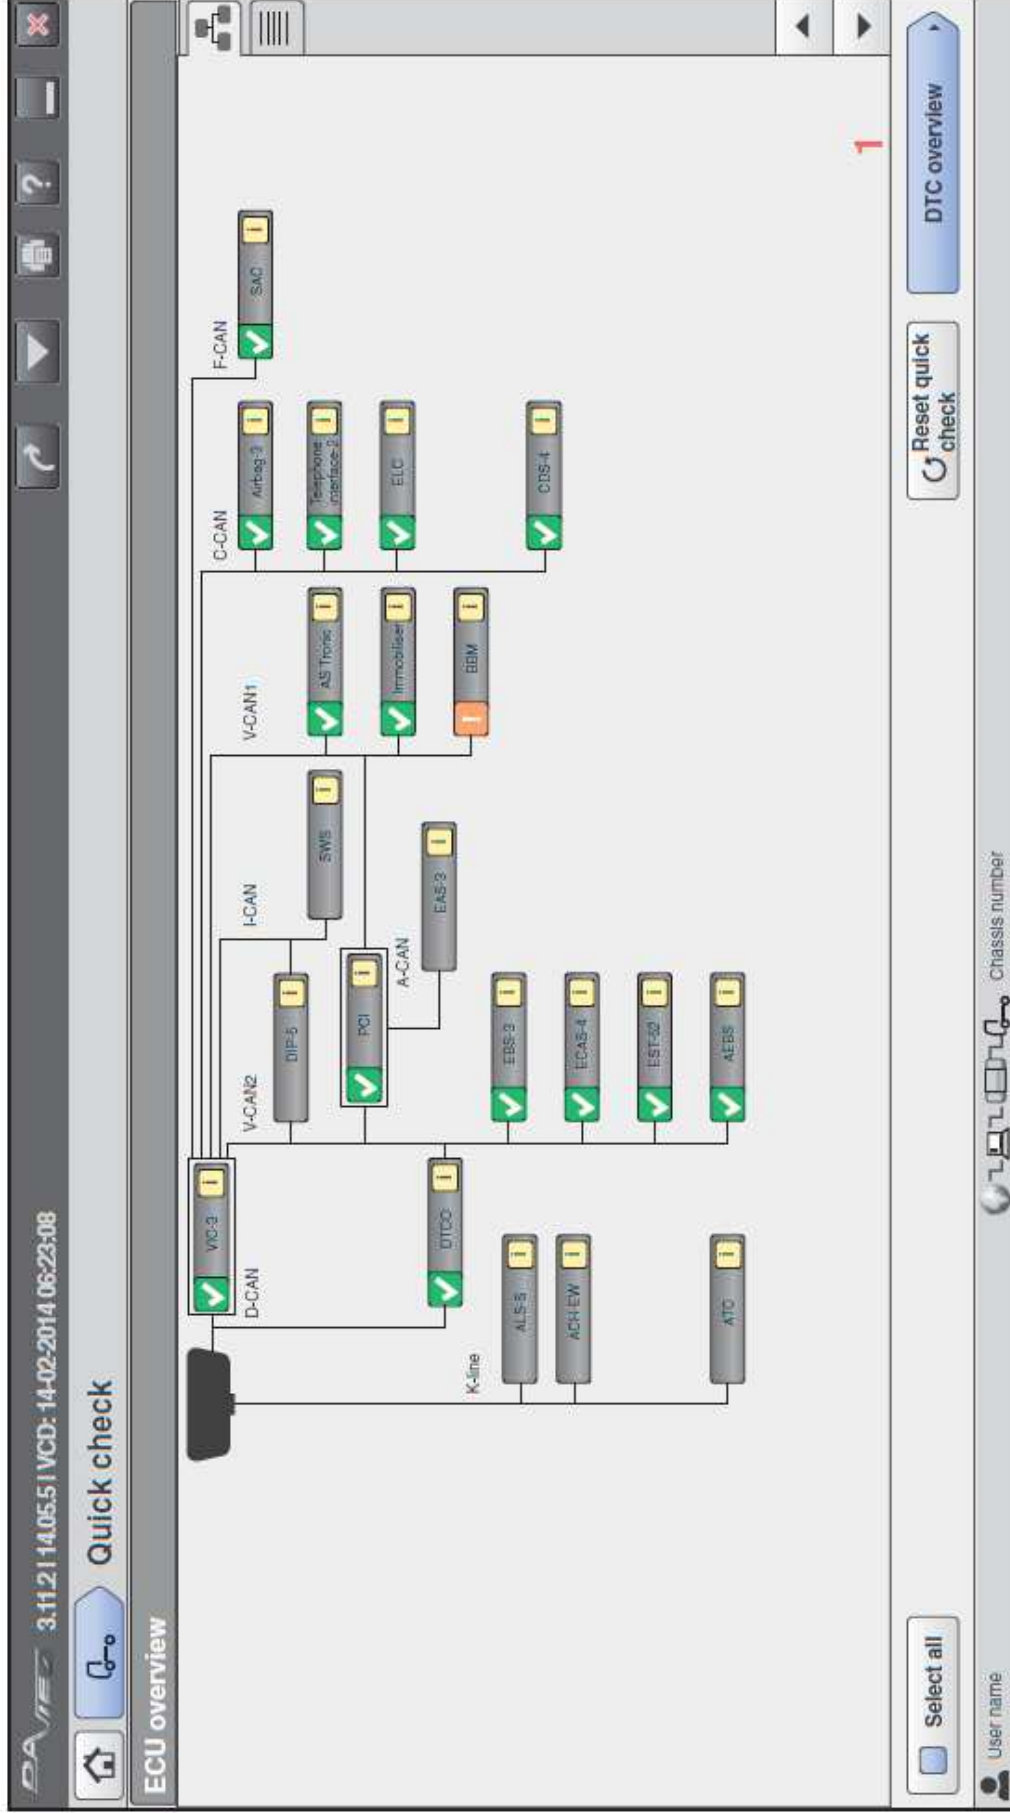 DAVIE
3.11.2 | 14.05.5 | VCD: 14-02-2014 06:23:08
?
Quick check
ECU overview
VIC-3
D-CAN
V-CAN2
I-CAN
V-CAN1
C-CAN
F-CAN
DIP-5
SWS
AS Tronic
Airbag-3
SAC
PCI
Immobiliser
Telephone
interface-2
A-CAN
EAS-3
BBM
ELC
DTCO
CDS-4
K-line
EBS-3
ALS-S
ECAS-4
ACH-EW
EST-52
ATC
AEBS
1
Select all
Reset quick
check
DTC overview
User name
Chassis number